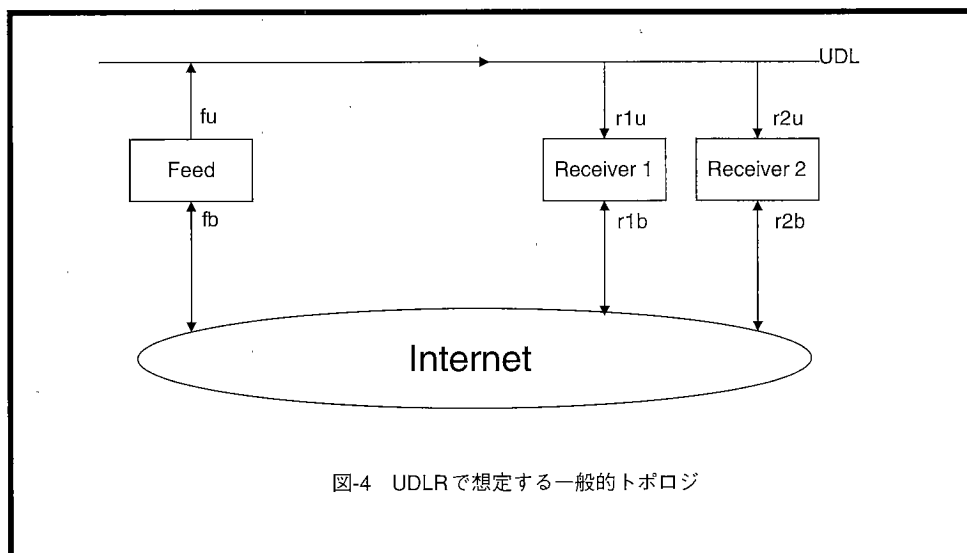 UDL
fu
r1u
r2u
Feed
Receiver 1
Receiver 2
fb
r1b
r2b
Internet
図-4 UDLRで想定する一般的トポロジ